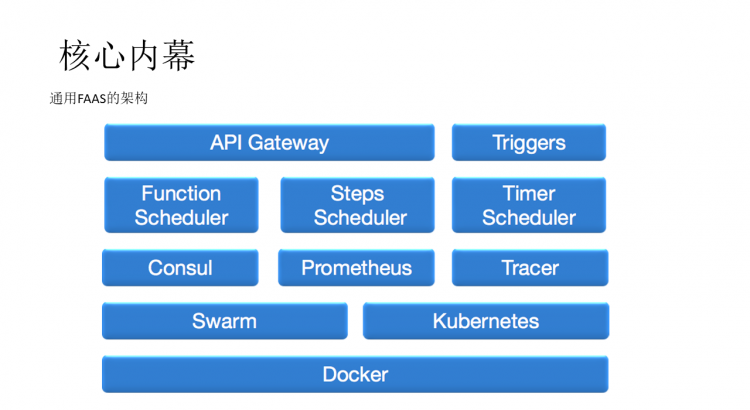 核心内幕
通用FAAS的架构
API Gateway
Triggers
Function
Scheduler
Steps
Scheduler
Timer
Scheduler
Consul
Prometheus
Tracer
Swarm
Kubernetes
Docker